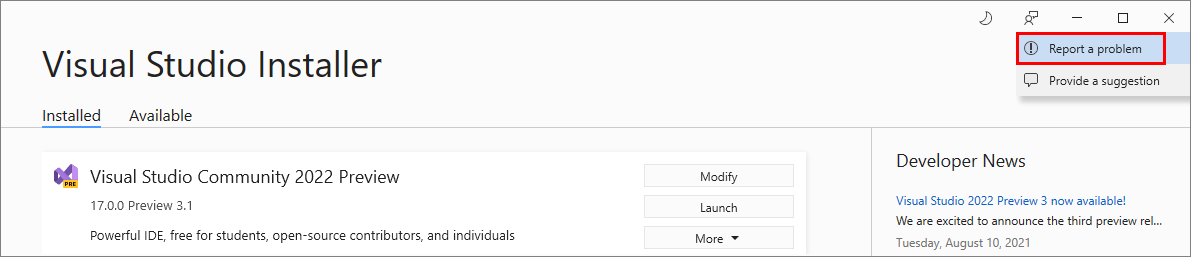 Report a problem
Provide a suggestion
Visual Studio Installer
Installed
Available
PRE
Visual Studio Community 2022 Preview
17.0.0 Preview 3.1
Powerful IDE, free for students, open-source contributors, and individuals
Modify
Launch
More
Developer News
Visual Studio 2022 Preview 3 now available!
We are excited to announce the third preview rel...
Tuesday, August 10, 2021